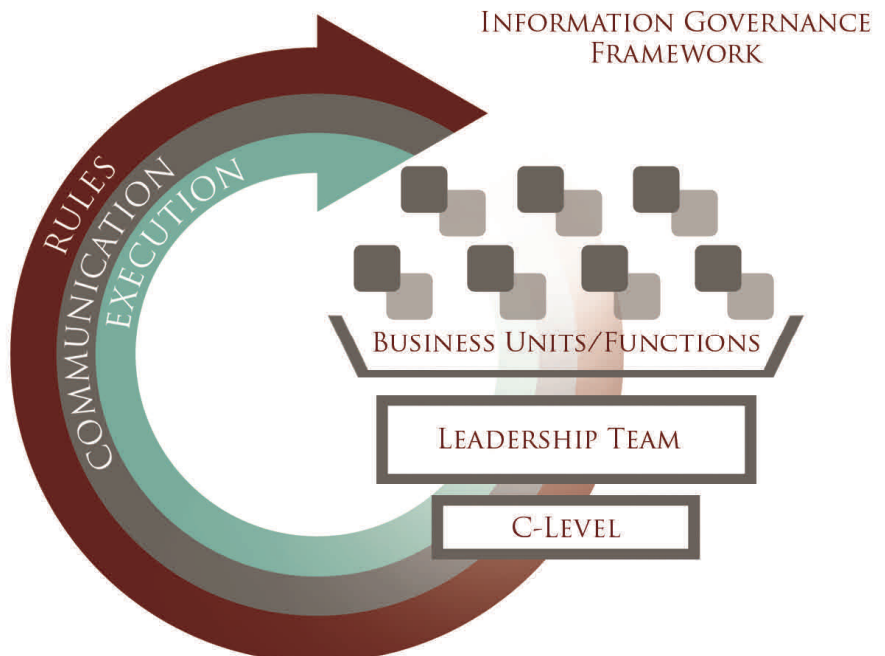 INFORMATION GOVERNANCE
FRAMEWORK
RULES
COMMUNICATION
EXECUTION
BUSINESS UNITS/FUNCTIONS
LEADERSHIP TEAM
C-LEVEL